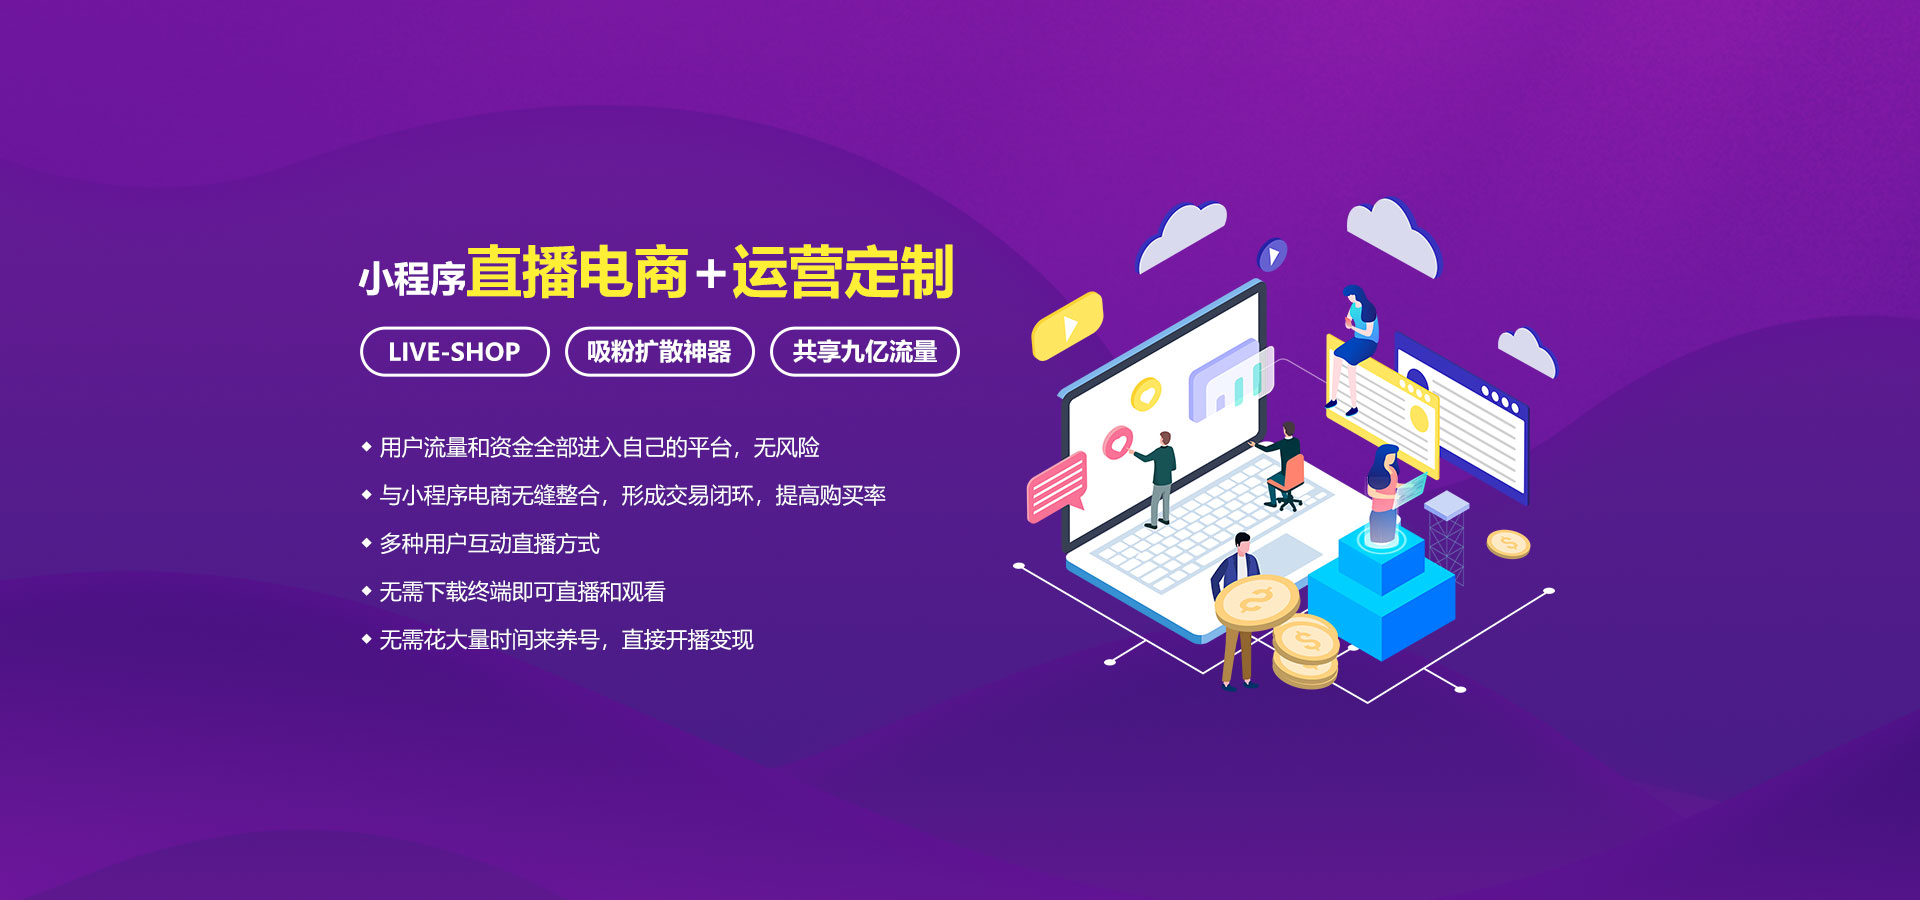 小程序直播电商+运营定制
LIVE-SHOP 吸粉扩散神器 共享九亿流量
用户流量和资金全部进入自己的平台，无风险
与小程序电商无缝整合，形成交易闭环，提高购买率
多种用户互动直播方式
无需下载终端即可直播和观看
无需花大量时间来养号，直接开播变现